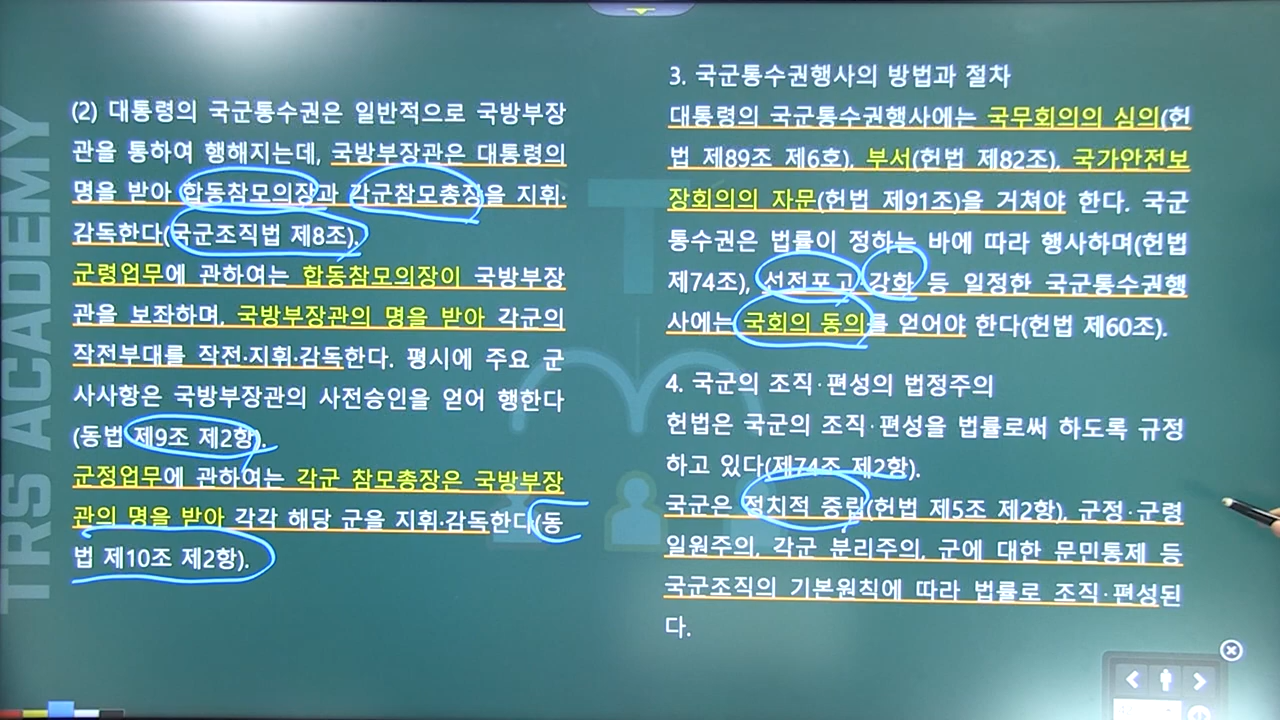 (2) 대통령의 국군통수권은 일반적으로 국방부장
관을 통하여 행해지는데, 국방부장관은 대통령의
명을 받아 합동참모의장과 각군참모총장을 지휘·
감독한다(국군조직법 제8조).
군령업무에 관하여는 합동참모의장이 국방부장
관을 보좌하며, 국방부장관의 명을 받아 각군의
작전부대를 작전·지휘·감독한다. 평시에 주요 군
사사항은 국방부장관의 사전승인을 얻어 행한다
(동법 제9조 제2항).
군정업무에 관하여는 각군 참모총장은 국방부장
관의 명을 받아 각각 해당 군을 지휘·감독한다(동
법 제10조 제2항).
3. 국군통수권행사의 방법과 절차
대통령의 국군통수권행사에는 국무회의의 심의(헌
법 제89조 제6호), 부서(헌법 제82조), 국가안전보
장회의의 자문(헌법 제91조)을 거쳐야 한다. 국군
통수권은 법률이 정하는 바에 따라 행사하며(헌법
제74조), 선전포고·강화 등 일정한 국군통수권행
사에는 국회의 동의를 얻어야 한다(헌법 제60조).
4. 국군의 조직·편성의 법정주의
헌법은 국군의 조직·편성을 법률로써 하도록 규정
하고 있다(제74조 제2항).
국군은 정치적 중립(헌법 제5조 제2항), 군정·군령
일원주의, 각군 분리주의, 군에 대한 문민통제 등
국군조직의 기본원칙에 따라 법률로 조직·편성된
다.
TRS ACADEMY